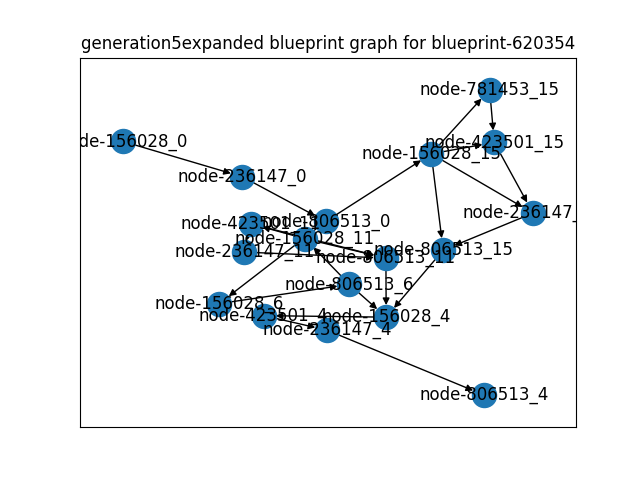 generation5expanded blueprint graph for blueprint-620354
node-781453_15
node-423501_15
node-156028_15
de-156028_0
node-236147_0
node-236147_
node-806513_0
node-423501_11
node-156028_11
node-806513_15
node-236147_11
node-806513_11
node-806513_6
node-156028_6
node-423501_4
node-156028_4
node-236147_4
node-806513_4